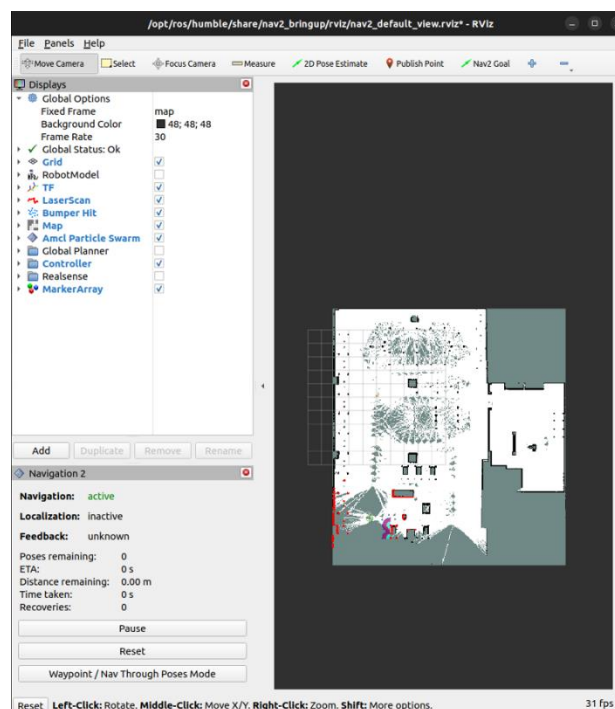 /opt/ros/humble/share/nav2_bringup/rviz/nav2_default_view.rviz* - RViz
File Panels Help
Move Camera Select Focus Camera Measure 2D Pose Estimate Publish Point Nav2 Goal
Displays
Global Options
Fixed Frame map
Background Color 48; 48; 48
Frame Rate 30
Global Status: Ok
Grid
RobotModel
TF
LaserScan
Bumper Hit
Map
Amcl Particle Swarm
Global Planner
Controller
Realsense
MarkerArray
Add Duplicate Remove Rename
Navigation 2
Navigation: active
Localization: inactive
Feedback: unknown
Poses remaining: 0
ETA: 0 s
Distance remaining: 0.00 m
Time taken: 0 s
Recoveries: 0
Pause
Reset
Waypoint / Nav Through Poses Mode
Reset Left-Click: Rotate. Middle-Click: Move X/Y. Right-Click: Zoom. Shift: More options. 31 fps